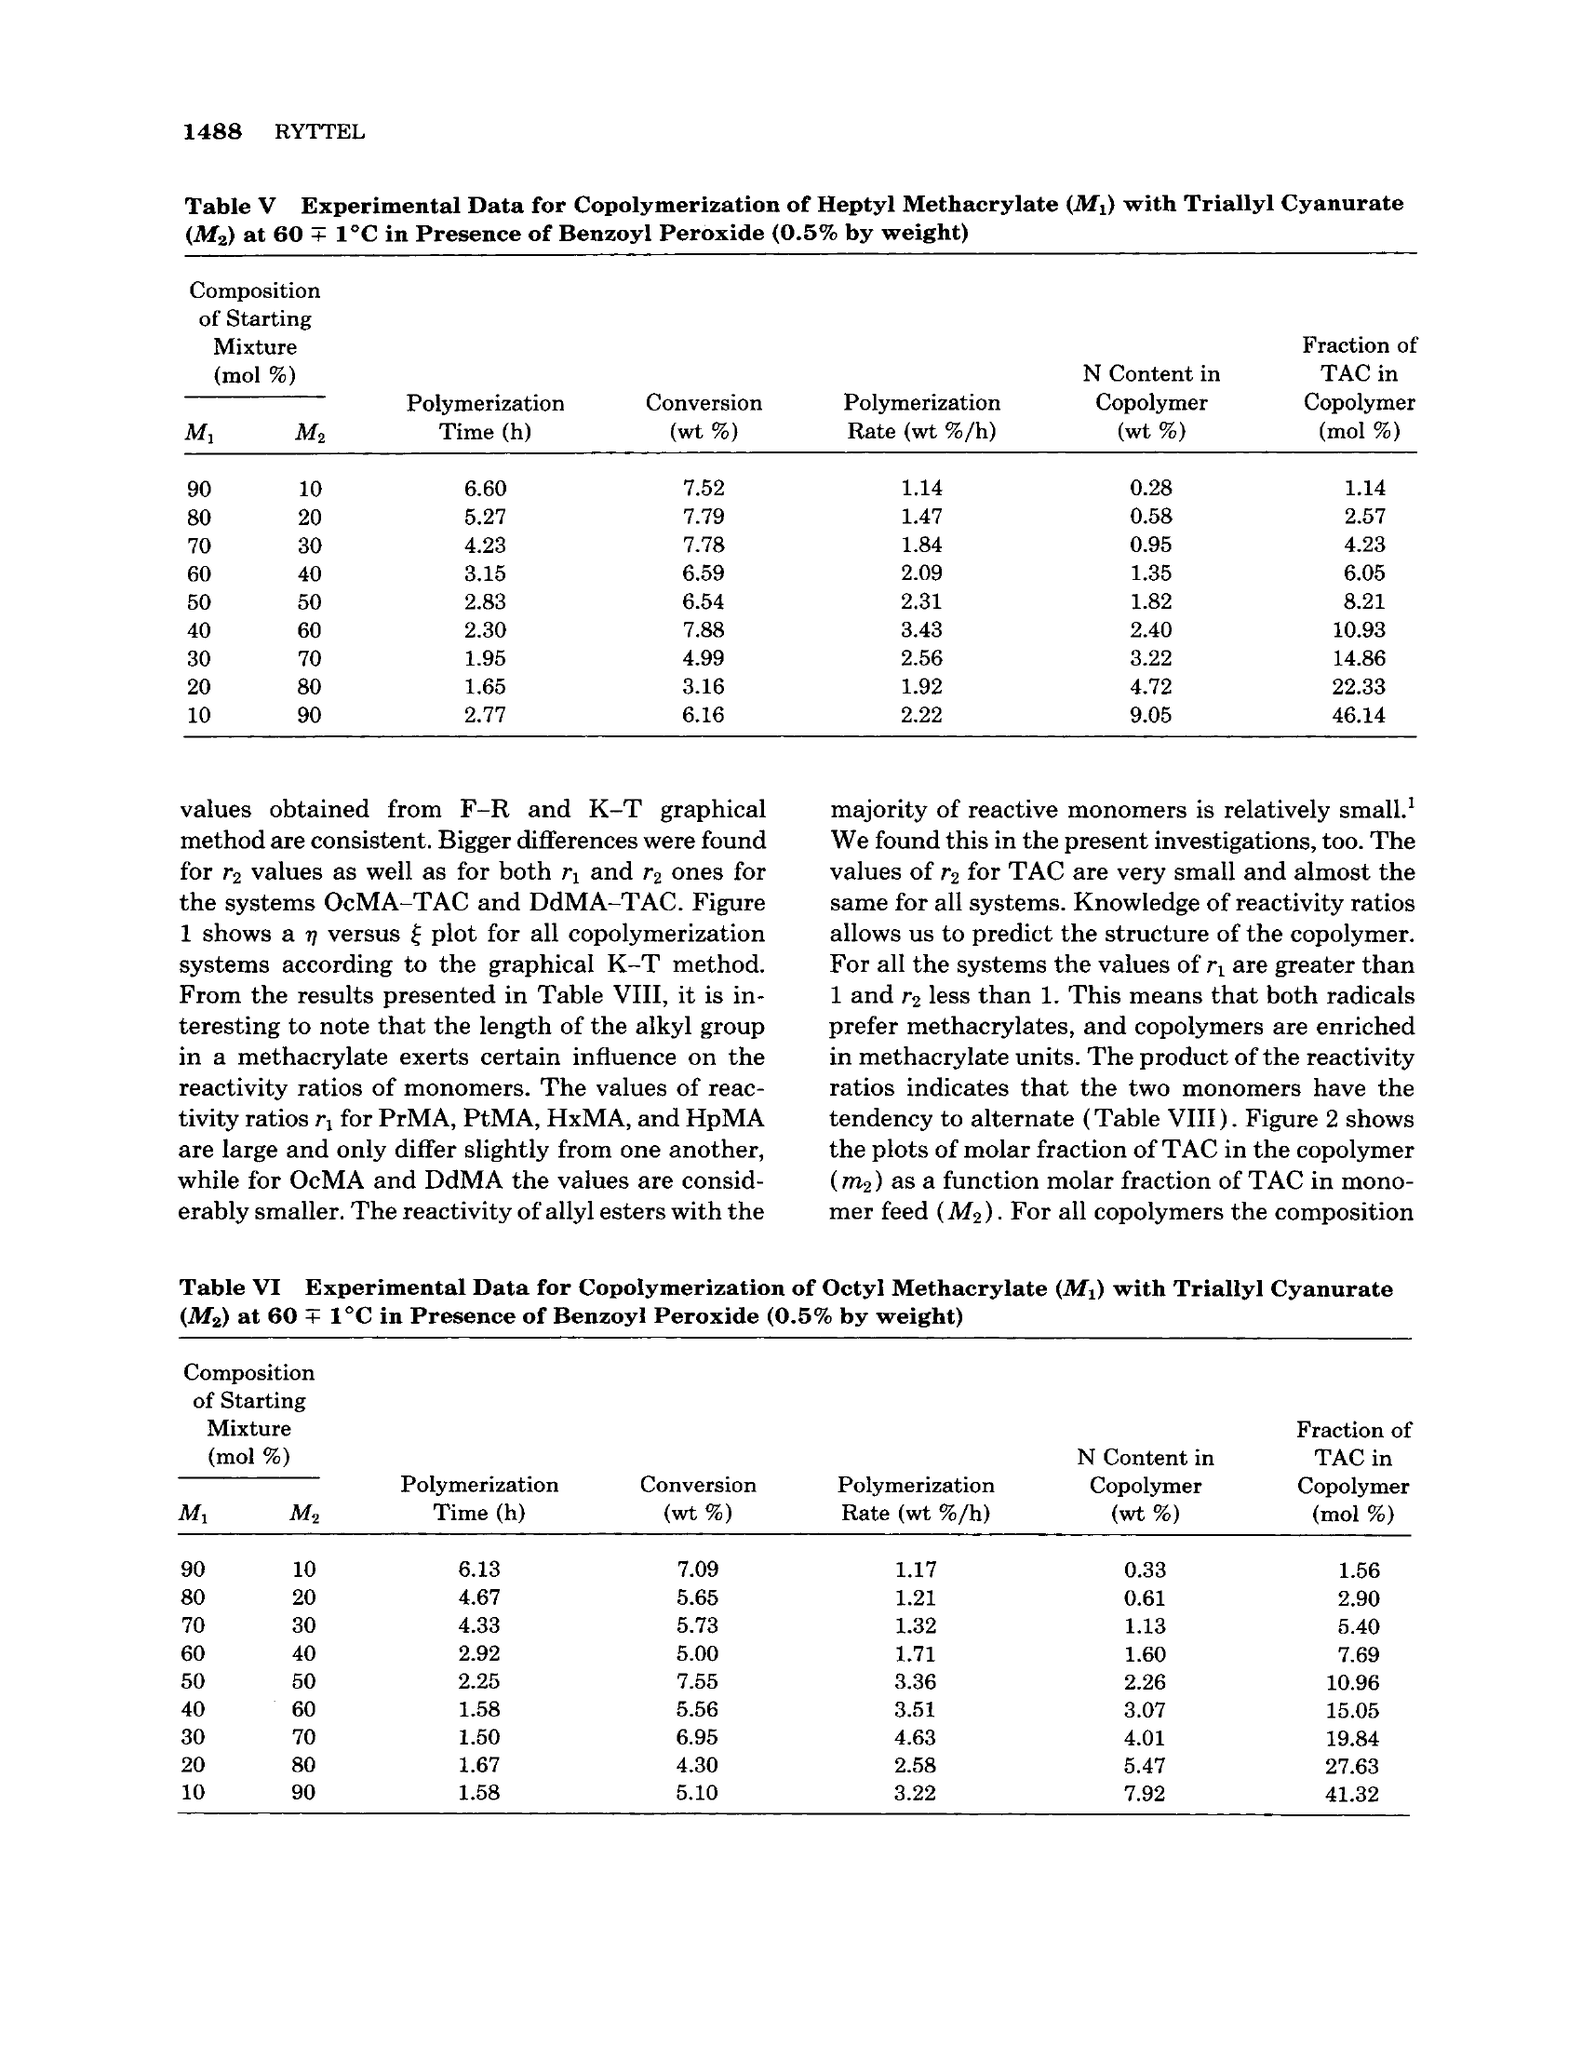 1488 RYTTEL
Table V Experimental Data for Copolymerization of Heptyl Methacrylate (M₁) with Triallyl Cyanurate
(M₂) at 60 ∓ 1°C in Presence of Benzoyl Peroxide (0.5% by weight)
Composition
of Starting
Mixture
(mol %)
M₁ M₂ Polymerization Time (h) Conversion (wt %) Polymerization Rate (wt %/h) N Content in Copolymer (wt %) Fraction of TAC in Copolymer (mol %)
90 10 6.60 7.52 1.14 0.28 1.14
80 20 5.27 7.79 1.47 0.58 2.57
70 30 4.23 7.78 1.84 0.95 4.23
60 40 3.15 6.59 2.09 1.35 6.05
50 50 2.83 6.54 2.31 1.82 8.21
40 60 2.30 7.88 3.43 2.40 10.93
30 70 1.95 4.99 2.56 3.22 14.86
20 80 1.65 3.16 1.92 4.72 22.33
10 90 2.77 6.16 2.22 9.05 46.14
values obtained from F–R and K–T graphical
method are consistent. Bigger differences were found
for r₂ values as well as for both r₁ and r₂ ones for
the systems OcMA–TAC and DdMA–TAC. Figure
1 shows a η versus ξ plot for all copolymerization
systems according to the graphical K–T method.
From the results presented in Table VIII, it is in-
teresting to note that the length of the alkyl group
in a methacrylate exerts certain influence on the
reactivity ratios of monomers. The values of reac-
tivity ratios r₁ for PrMA, PtMA, HxMA, and HpMA
are large and only differ slightly from one another,
while for OcMA and DdMA the values are consid-
erably smaller. The reactivity of allyl esters with the
majority of reactive monomers is relatively small.¹
We found this in the present investigations, too. The
values of r₂ for TAC are very small and almost the
same for all systems. Knowledge of reactivity ratios
allows us to predict the structure of the copolymer.
For all the systems the values of r₁ are greater than
1 and r₂ less than 1. This means that both radicals
prefer methacrylates, and copolymers are enriched
in methacrylate units. The product of the reactivity
ratios indicates that the two monomers have the
tendency to alternate (Table VIII). Figure 2 shows
the plots of molar fraction of TAC in the copolymer
(m₂) as a function molar fraction of TAC in mono-
mer feed (M₂). For all copolymers the composition
Table VI Experimental Data for Copolymerization of Octyl Methacrylate (M₁) with Triallyl Cyanurate
(M₂) at 60 ∓ 1°C in Presence of Benzoyl Peroxide (0.5% by weight)
Composition
of Starting
Mixture
(mol %)
M₁ M₂ Polymerization Time (h) Conversion (wt %) Polymerization Rate (wt %/h) N Content in Copolymer (wt %) Fraction of TAC in Copolymer (mol %)
90 10 6.13 7.09 1.17 0.33 1.56
80 20 4.67 5.65 1.21 0.61 2.90
70 30 4.33 5.73 1.32 1.13 5.40
60 40 2.92 5.00 1.71 1.60 7.69
50 50 2.25 7.55 3.36 2.26 10.96
40 60 1.58 5.56 3.51 3.07 15.05
30 70 1.50 6.95 4.63 4.01 19.84
20 80 1.67 4.30 2.58 5.47 27.63
10 90 1.58 5.10 3.22 7.92 41.32